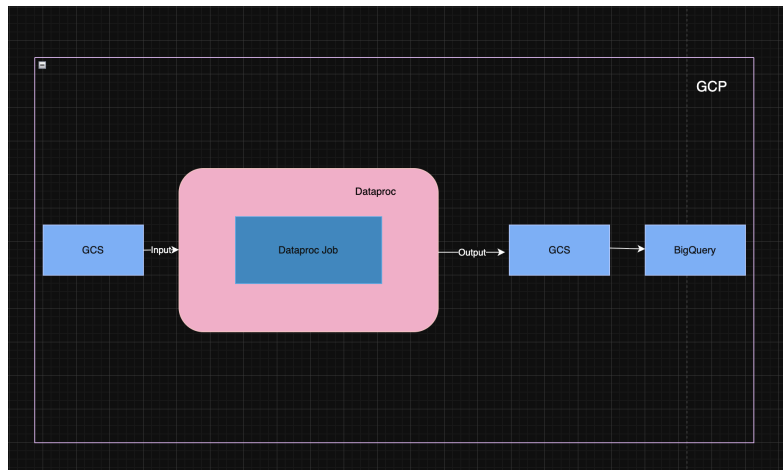 GCP
Dataproc
GCS
Input
Dataproc Job
Output
GCS
BigQuery